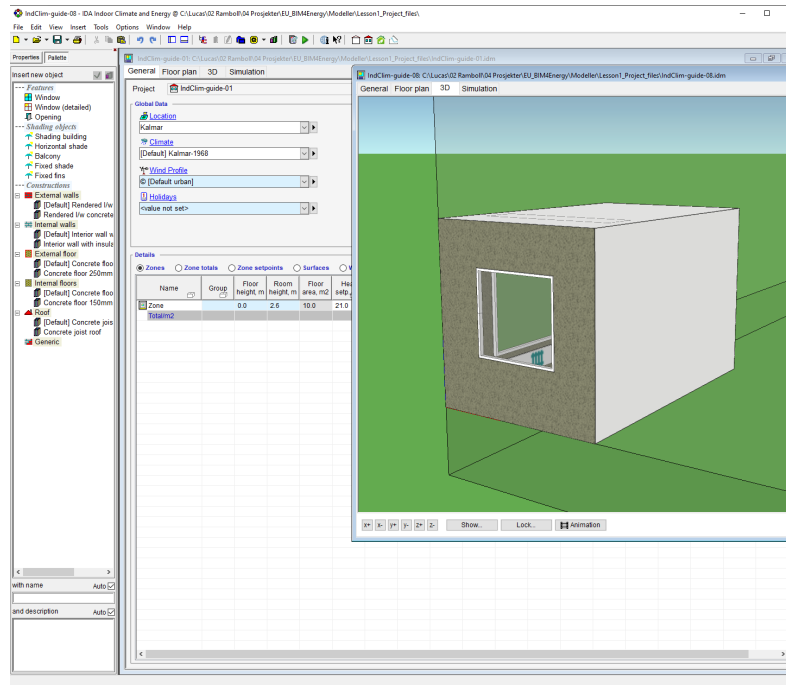 IndClim-guide-08 - IDA Indoor Climate and Energy @ C:\Lucas\02 Ramboll\04 Prosjekter\EU_BIM4Energy\Modeller\Lesson1_Project_files\
File Edit View Insert Tools Options Window Help
Properties Palette
Insert new object
--- Features
Window
Window (detailed)
Opening
--- Shading objects
Shading building
Horizontal shade
Balcony
Fixed shade
Fixed fins
--- Constructions
External walls
[Default] Rendered l/w
Rendered l/w concrete
Internal walls
[Default] Interior wall w
Interior wall with insula
External floor
[Default] Concrete floo
Concrete floor 250mm
Internal floors
[Default] Concrete floo
Concrete floor 150mm
Roof
[Default] Concrete jois
Concrete joist roof
Generic
with name Auto
and description Auto
IndClim-guide-01: C:\Lucas\02 Ramboll\04 Prosjekter\EU_BIM4Energy\Modeller\Lesson1_Project_files\IndClim-guide-01.idm
General Floor plan 3D Simulation
Project IndClim-guide-01
Global Data
Location
Kalmar
Climate
[Default] Kalmar-1968
Wind Profile
© [Default urban]
Holidays
<value not set>
Details
Zones Zone totals Zone setpoints Surfaces W
Name Group Floor height, m Room height, m Floor area, m2 Hea setp.
Zone 0.0 2.6 10.0 21.0
Total/m2
IndClim-guide-08: C:\Lucas\02 Ramboll\04 Prosjekter\EU_BIM4Energy\Modeller\Lesson1_Project_files\IndClim-guide-08.idm
General Floor plan 3D Simulation
x+ x- y+ y- z+ z- Show... Lock... Animation